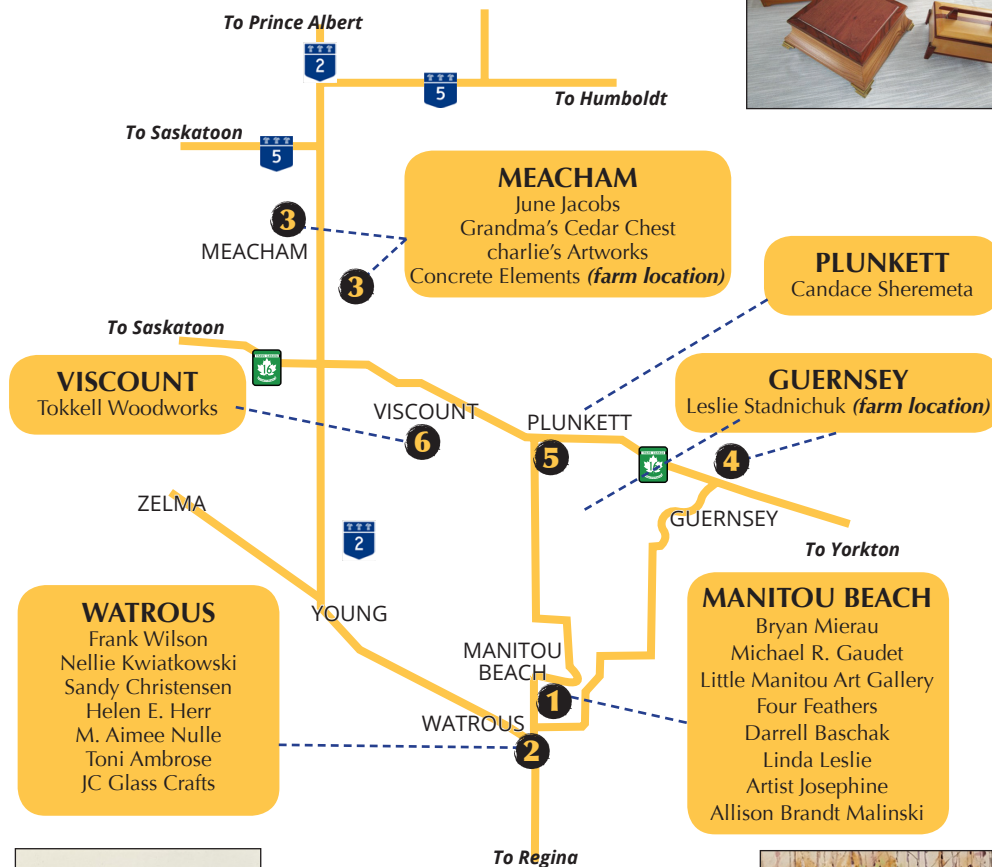 To Prince Albert
2
5
To Humboldt
To Saskatoon
5
MEACHAM
June Jacobs
Grandma's Cedar Chest
charlie's Artworks
Concrete Elements (farm location)
3
MEACHAM
3
PLUNKETT
Candace Sheremeta
To Saskatoon
16
VISCOUNT
Tokkell Woodworks
GUERNSEY
Leslie Stadnichuk (farm location)
VISCOUNT
6
PLUNKETT
5
16
4
ZELMA
GUERNSEY
2
To Yorkton
YOUNG
WATROUS
Frank Wilson
Nellie Kwiatkowski
Sandy Christensen
Helen E. Herr
M. Aimee Nulle
Toni Ambrose
JC Glass Crafts
MANITOU
BEACH
1
WATROUS
2
MANITOU BEACH
Bryan Mierau
Michael R. Gaudet
Little Manitou Art Gallery
Four Feathers
Darrell Baschak
Linda Leslie
Artist Josephine
Allison Brandt Malinski
To Regina